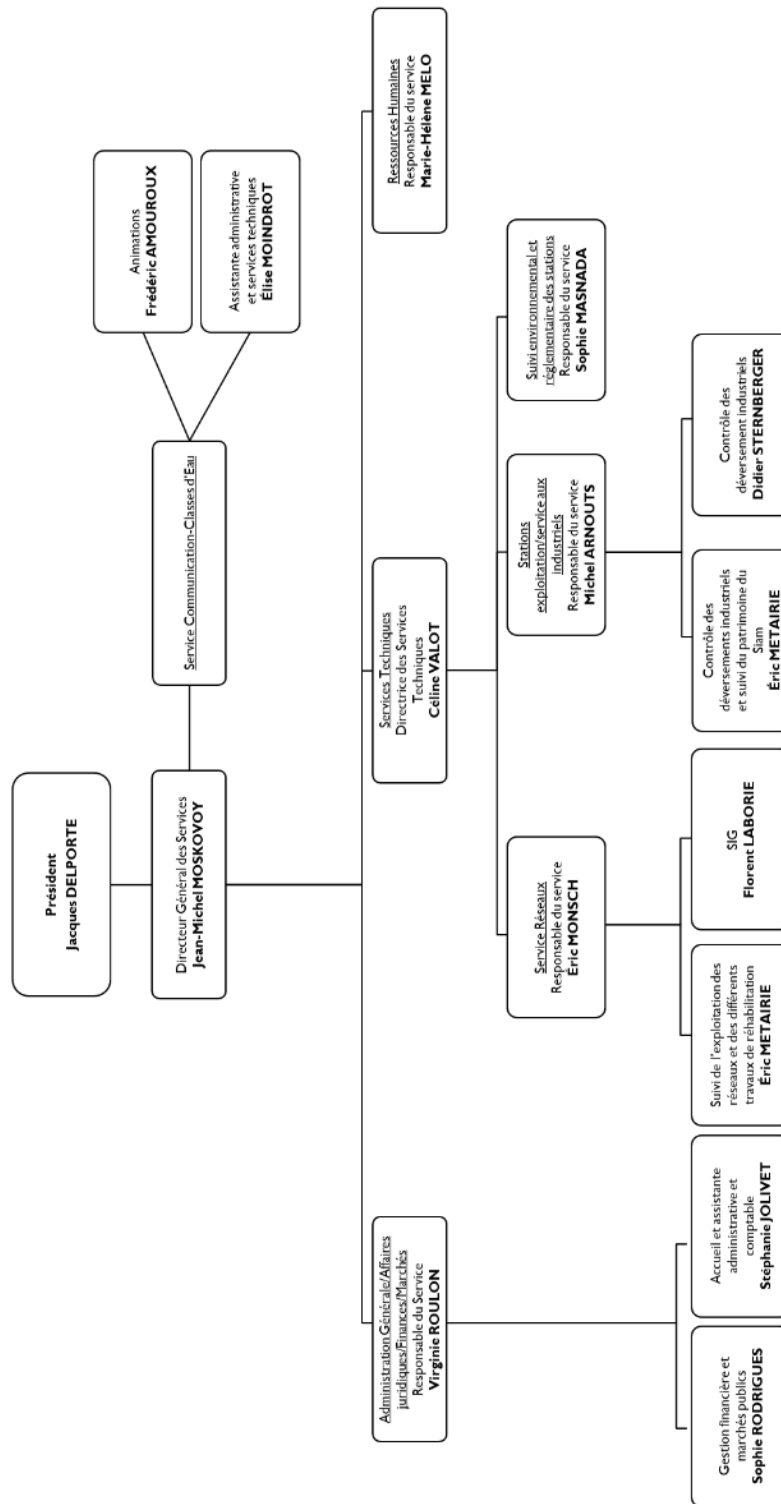 Président
Jacques DELPORTE
Directeur Général des Services
Jean-Michel MOSKOVOY
Service Communication-Classes d'Eau
Animations
Frédéric AMOUROUX
Assistante administrative
et services techniques
Élise MOINDROT
Administration Générale/Affaires
juridiques/Finances/Marchés
Responsable du Service
Virginie ROULON
Services Techniques
Directrice des Services
Techniques
Céline VALOT
Ressources Humaines
Responsable du service
Marie-Hélène MELO
Service Réseaux
Responsable du service
Éric MONSCH
Stations
exploitation/service aux
industriels
Responsable du service
Michel ARNOUTS
Suivi environnemental et
réglementaire des stations
Responsable du service
Sophie MASNADA
Gestion financière et
marchés publics
Sophie RODRIGUES
Accueil et assistante
administrative et
comptable
Stéphanie JOLIVET
Suivi de l'exploitation des
réseaux et des différents
travaux de réhabilitation
Éric METAIRIE
SIG
Florent LABORIE
Contrôle des
déversements industriels
et suivi du patrimoine du
Siam
Éric METAIRIE
Contrôle des
déversement industriels
Didier STERNBERGER